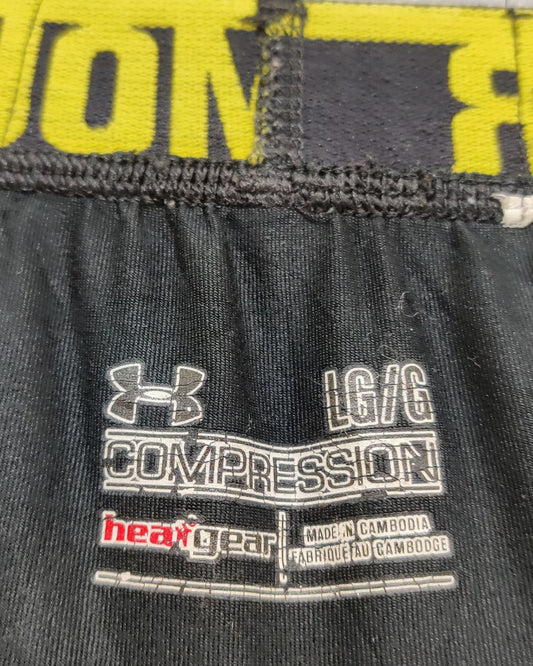 LG/G
COMPRESSION
heatgear
MADE IN CAMBODIA
FABRIQUE AU CAMBODGE